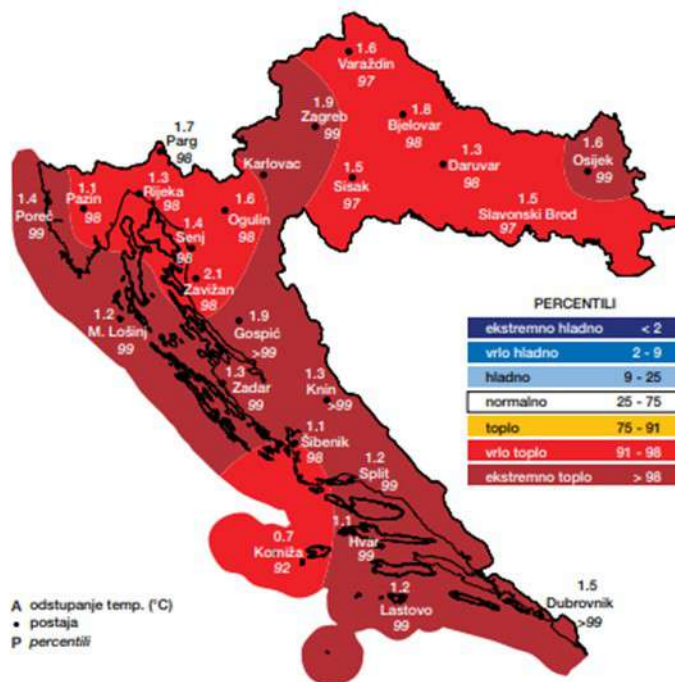 1.6
Varaždin
97
1.9
Zagreb
99
1.8
Bjelovar
98
1.3
Daruvar
98
1.6
Osijek
99
1.7
Parg
98
Karlovac
1.5
Sisak
97
1.5
Slavonski Brod
97
1.4
Poreč
99
1.1
Pazin
98
1.3
Rijeka
98
1.6
Ogulin
98
1.4
Senj
98
2.1
Zavižan
98
1.2
M. Lošinj
99
1.9
Gospić
>99
1.3
Zadar
99
1.3
Knin
>99
1.1
Šibenik
98
1.2
Split
99
0.7
Komiža
92
1.1
Hvar
99
1.2
Lastovo
99
1.5
Dubrovnik
>99
PERCENTILI
ekstremno hladno < 2
vrlo hladno 2 - 9
hladno 9 - 25
normalno 25 - 75
toplo 75 - 91
vrlo toplo 91 - 98
ekstremno toplo > 98
A odstupanje temp. (°C)
• postaja
P percentili